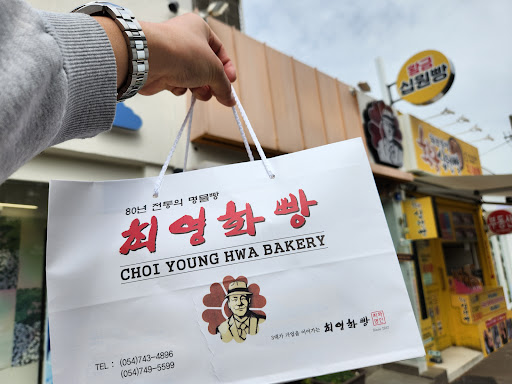 80년 전통의 명물빵
최영화빵
CHOI YOUNG HWA BAKERY
3대가 가업을 이어가는 최영화빵
TEL : (054)743-4896
(054)749-5599
황금
십원빵